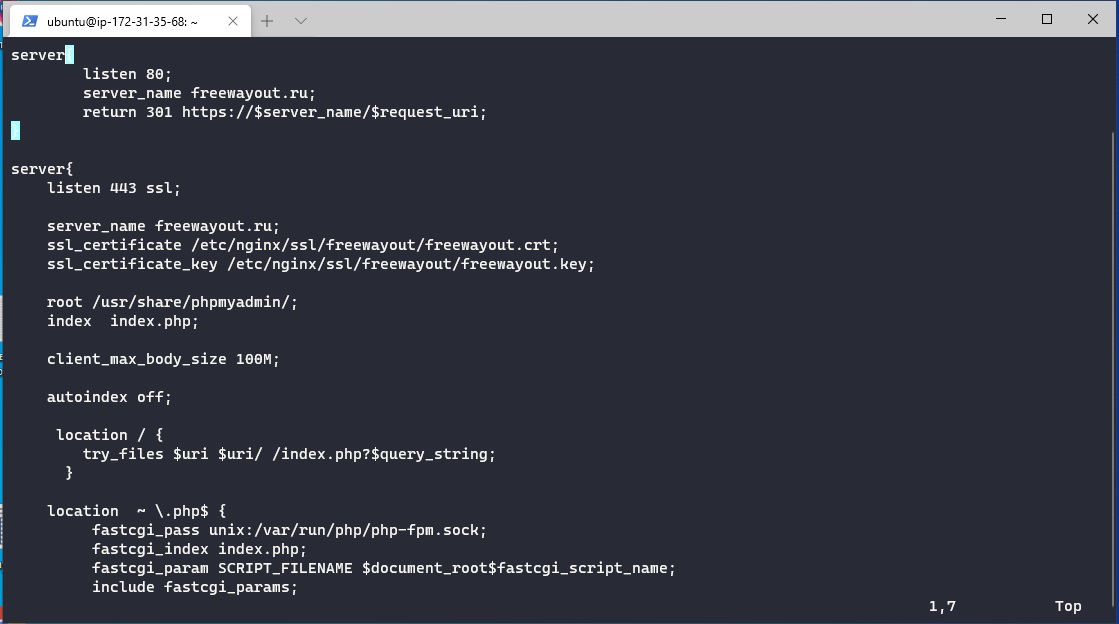 ubuntu@ip-172-31-35-68: ~
server{
listen 80;
server_name freewayout.ru;
return 301 https://$server_name/$request_uri;
}
server{
listen 443 ssl;
server_name freewayout.ru;
ssl_certificate /etc/nginx/ssl/freewayout/freewayout.crt;
ssl_certificate_key /etc/nginx/ssl/freewayout/freewayout.key;
root /usr/share/phpmyadmin/;
index  index.php;
client_max_body_size 100M;
autoindex off;
location / {
try_files $uri $uri/ /index.php?$query_string;
}
location  ~ \.php$ {
fastcgi_pass unix:/var/run/php/php-fpm.sock;
fastcgi_index index.php;
fastcgi_param SCRIPT_FILENAME $document_root$fastcgi_script_name;
include fastcgi_params;
1,7 Top